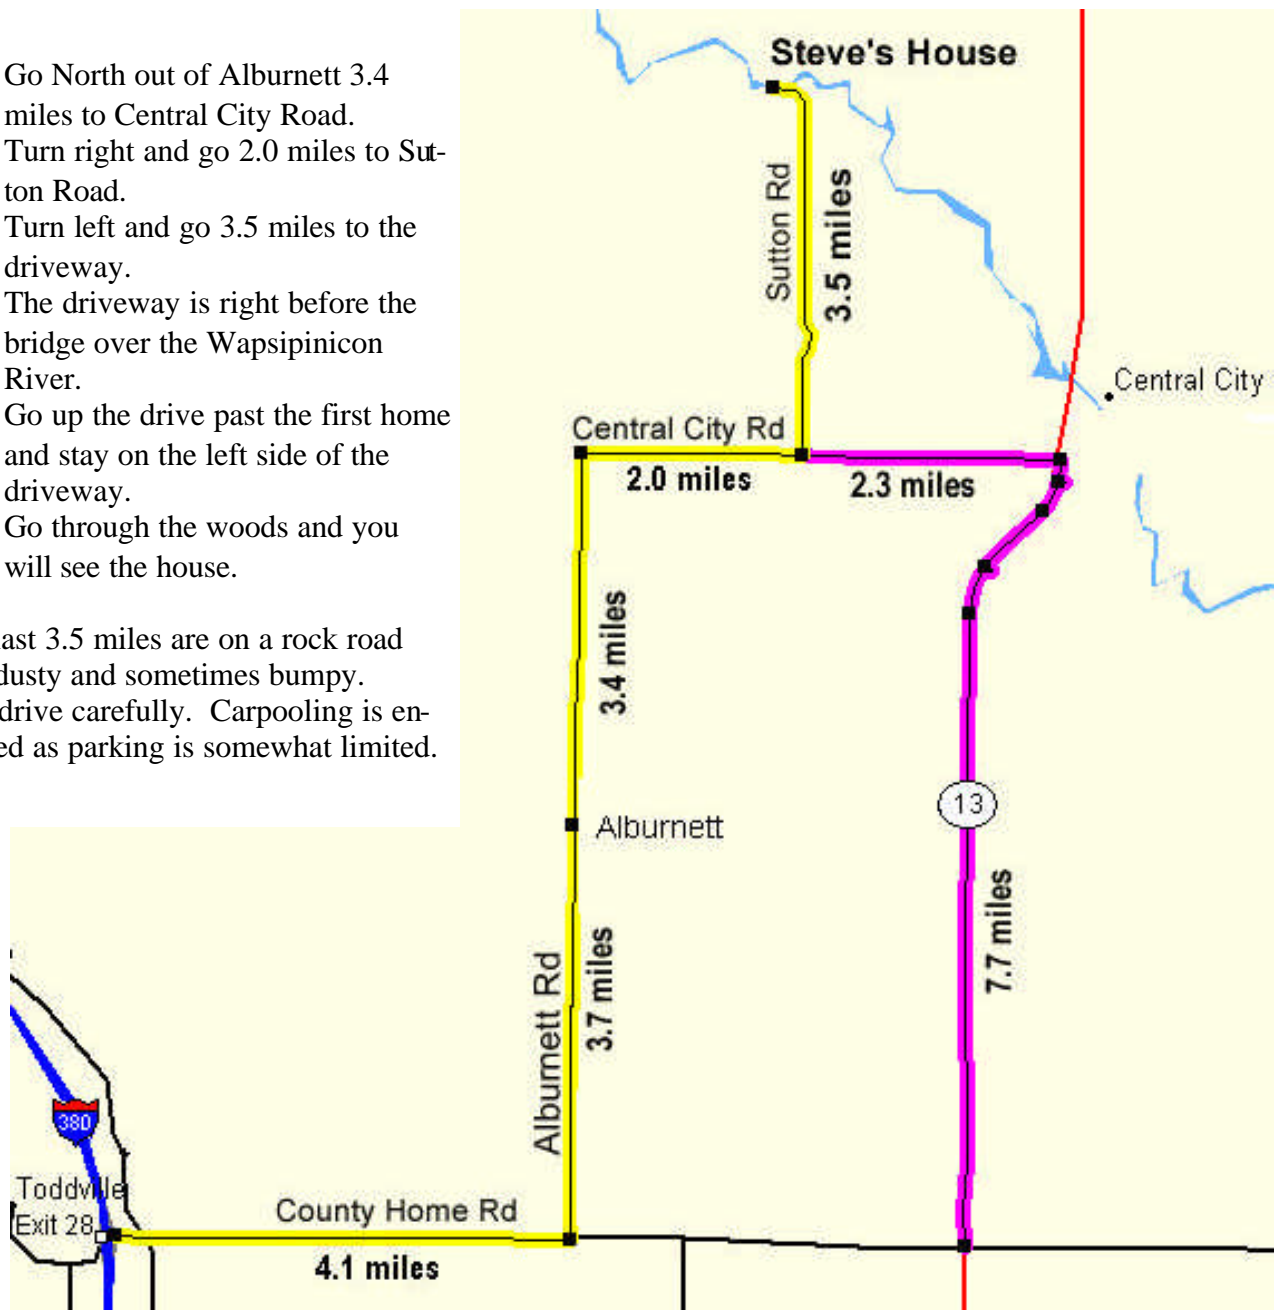 Go North out of Alburnett 3.4
miles to Central City Road.
Turn right and go 2.0 miles to Sut-
ton Road.
Turn left and go 3.5 miles to the
driveway.
The driveway is right before the
bridge over the Wapsipinicon
River.
Go up the drive past the first home
and stay on the left side of the
driveway.
Go through the woods and you
will see the house.
ast 3.5 miles are on a rock road
dusty and sometimes bumpy.
drive carefully. Carpooling is en-
ed as parking is somewhat limited.
Steve's House
Sutton Rd
3.5 miles
Central City
Central City Rd
2.0 miles
2.3 miles
3.4 miles
13
Alburnett
7.7 miles
Alburnett Rd
3.7 miles
380
Toddville
Exit 28
County Home Rd
4.1 miles